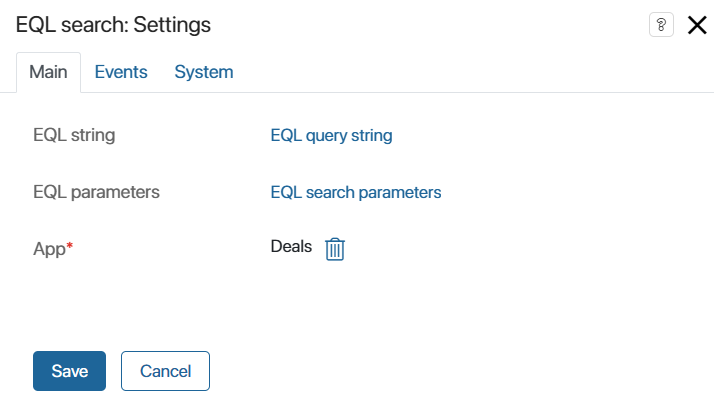 EQL search: Settings ?
Main Events System
EQL string EQL query string
EQL parameters EQL search parameters
App* Deals
Save Cancel